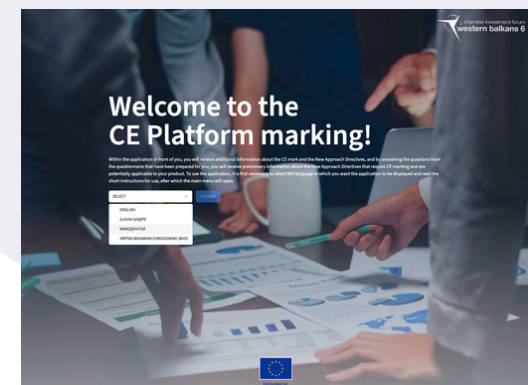 chamber investment forum
western balkans 6
Welcome to the
CE Platform marking!
Within the application in front of you, you will receive additional information about the CE mark and the New Approach Directives, and by answering the questions from
the questionnaire that have been prepared for you, you will receive preliminary information about the New Approach Directives that require CE marking and are
potentially applicable to your product. To use the application, it is first necessary to select the language in which you want the application to be displayed and read the
short instructions for use, after which the main menu will open.
SELECT
CHOOSE
ENGLISH
GJUHA SHQIPE
МАКЕДОНСКИ
SRPSKI/BOSANSKI/CRNOGORSKI (BHS)